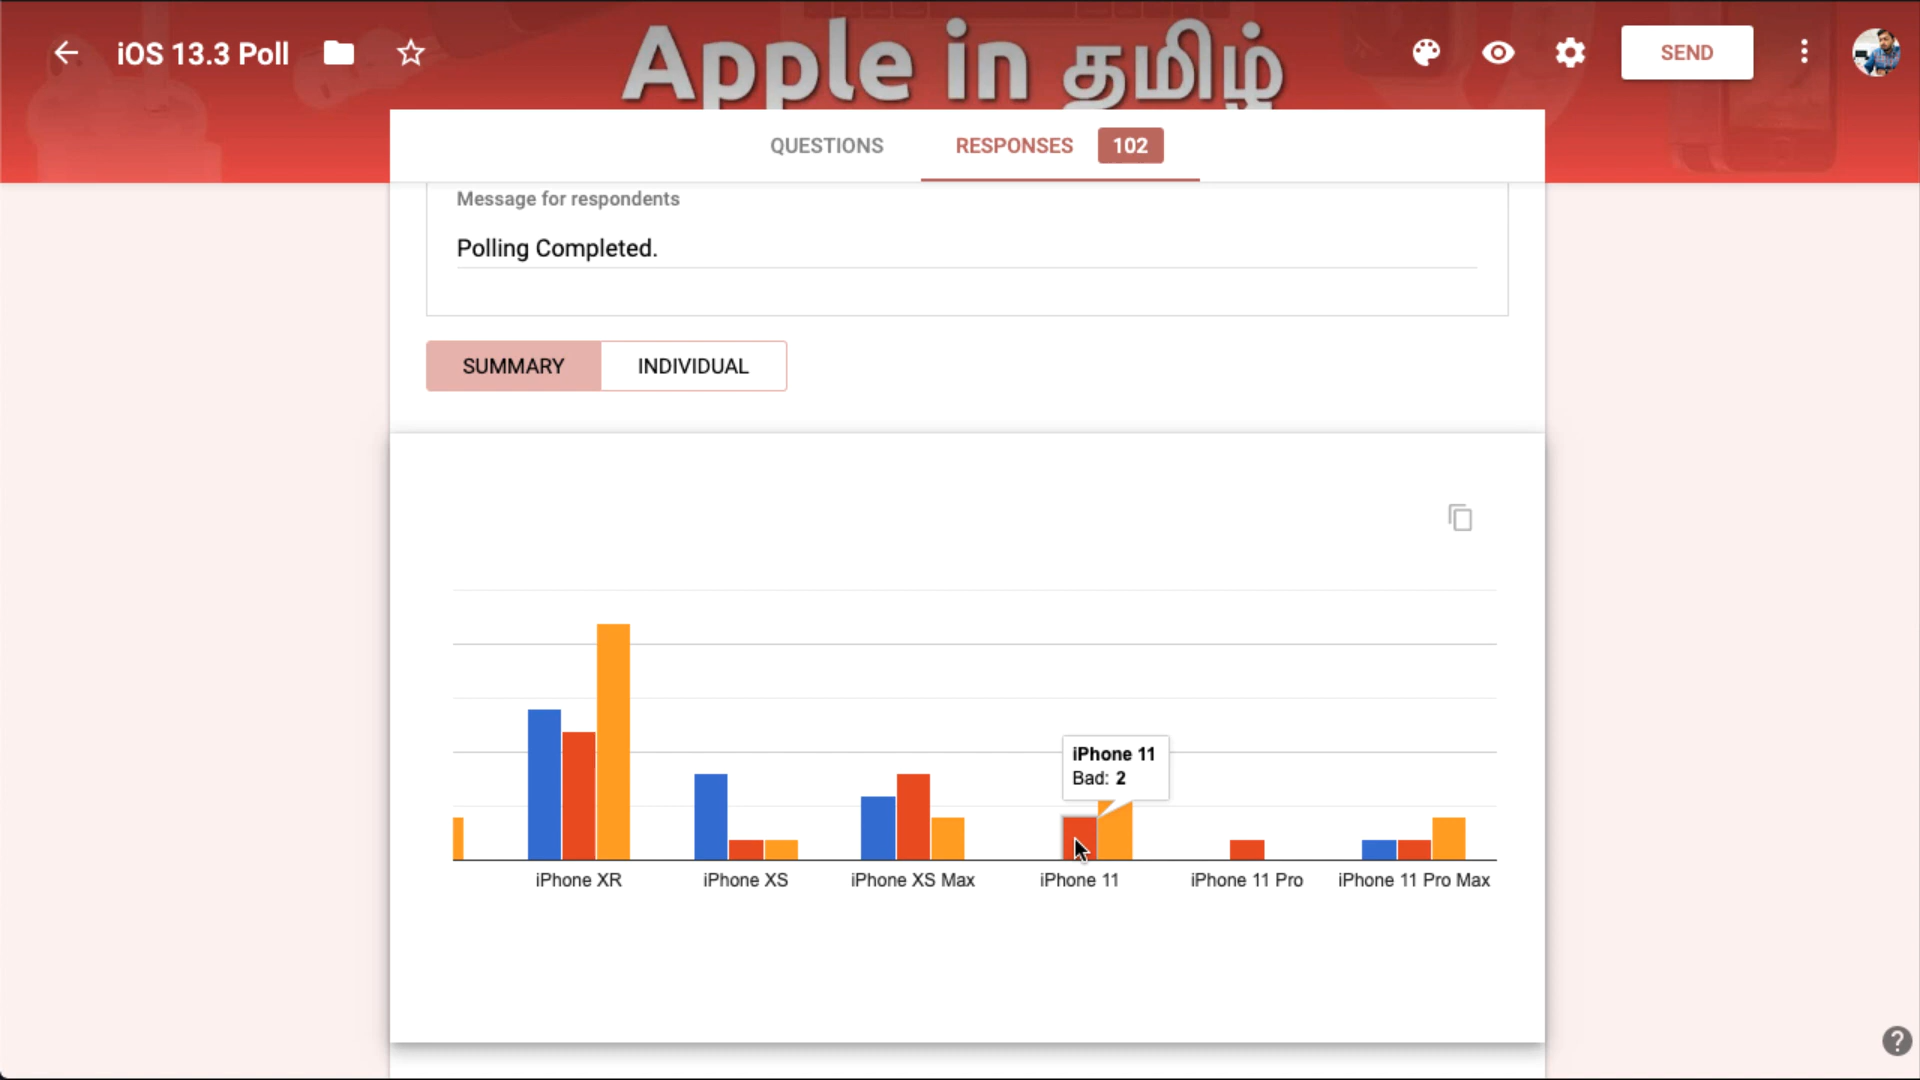 iOS 13.3 Poll
Apple in தமிழ்
SEND
QUESTIONS
RESPONSES 102
Message for respondents
Polling Completed.
SUMMARY
INDIVIDUAL
iPhone 11
Bad: 2
iPhone XR
iPhone XS
iPhone XS Max
iPhone 11
iPhone 11 Pro
iPhone 11 Pro Max